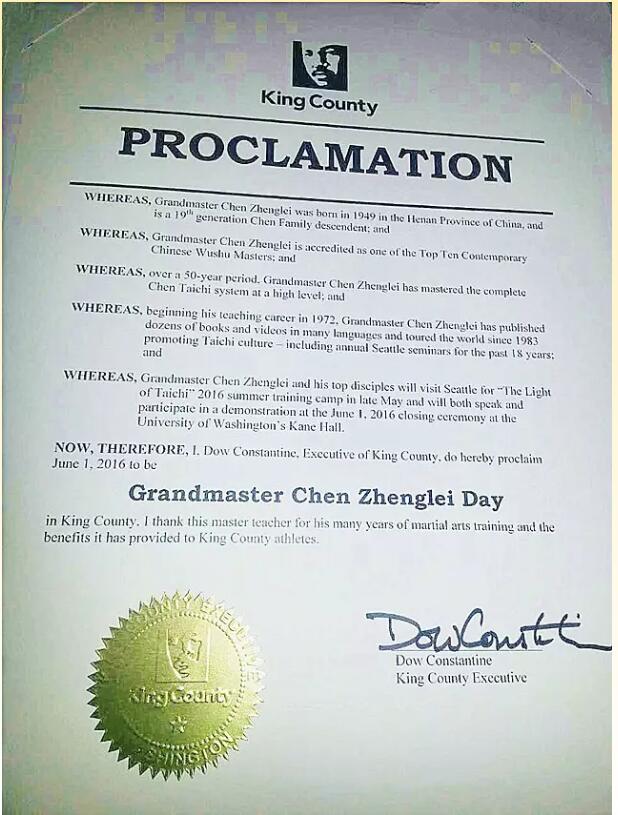 King County
PROCLAMATION
WHEREAS, Grandmaster Chen Zhenglei was born in 1949 in the Henan Province of China, and
is a 19th generation Chen Family descendent; and
WHEREAS, Grandmaster Chen Zhenglei is accredited as one of the Top Ten Contemporary
Chinese Wushu Masters; and
WHEREAS, over a 50-year period, Grandmaster Chen Zhenglei has mastered the complete
Chen Taichi system at a high level; and
WHEREAS, beginning his teaching career in 1972, Grandmaster Chen Zhenglei has published
dozens of books and videos in many languages and toured the world since 1983
promoting Taichi culture – including annual Seattle seminars for the past 18 years;
and
WHEREAS, Grandmaster Chen Zhenglei and his top disciples will visit Seattle for "The Light
of Taichi" 2016 summer training camp in late May and will both speak and
participate in a demonstration at the June 1, 2016 closing ceremony at the
University of Washington's Kane Hall.
NOW, THEREFORE, I, Dow Constantine, Executive of King County, do hereby proclaim
June 1, 2016 to be
Grandmaster Chen Zhenglei Day
in King County. I thank this master teacher for his many years of martial arts training and the
benefits it has provided to King County athletes.
Dow Constantine
King County Executive
COUNTY EXECUTIVE
King County
WASHINGTON